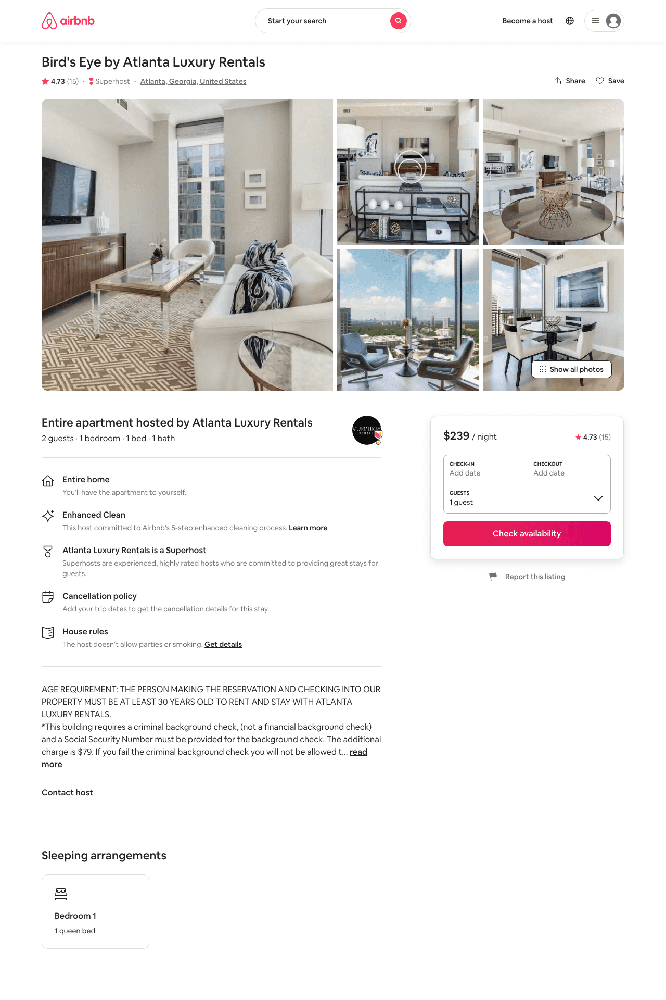 airbnb
Start your search
Become a host
Bird's Eye by Atlanta Luxury Rentals
4.73 (15) · Superhost · Atlanta, Georgia, United States
Share
Save
Show all photos
Entire apartment hosted by Atlanta Luxury Rentals
2 guests · 1 bedroom · 1 bed · 1 bath
ATLANTA LUXURY
RENTALS
$239 / night
4.73 (15)
CHECK-IN
Add date
CHECKOUT
Add date
GUESTS
1 guest
Check availability
Report this listing
Entire home
You'll have the apartment to yourself.
Enhanced Clean
This host committed to Airbnb's 5-step enhanced cleaning process. Learn more
Atlanta Luxury Rentals is a Superhost
Superhosts are experienced, highly rated hosts who are committed to providing great stays for
guests.
Cancellation policy
Add your trip dates to get the cancellation details for this stay.
House rules
The host doesn't allow parties or smoking. Get details
AGE REQUIREMENT: THE PERSON MAKING THE RESERVATION AND CHECKING INTO OUR
PROPERTY MUST BE AT LEAST 30 YEARS OLD TO RENT AND STAY WITH ATLANTA
LUXURY RENTALS.
*This building requires a criminal background check, (not a financial background check)
and a Social Security Number must be provided for the background check. The additional
charge is $79. If you fail the criminal background check you will not be allowed t... read
more
Contact host
Sleeping arrangements
Bedroom 1
1 queen bed